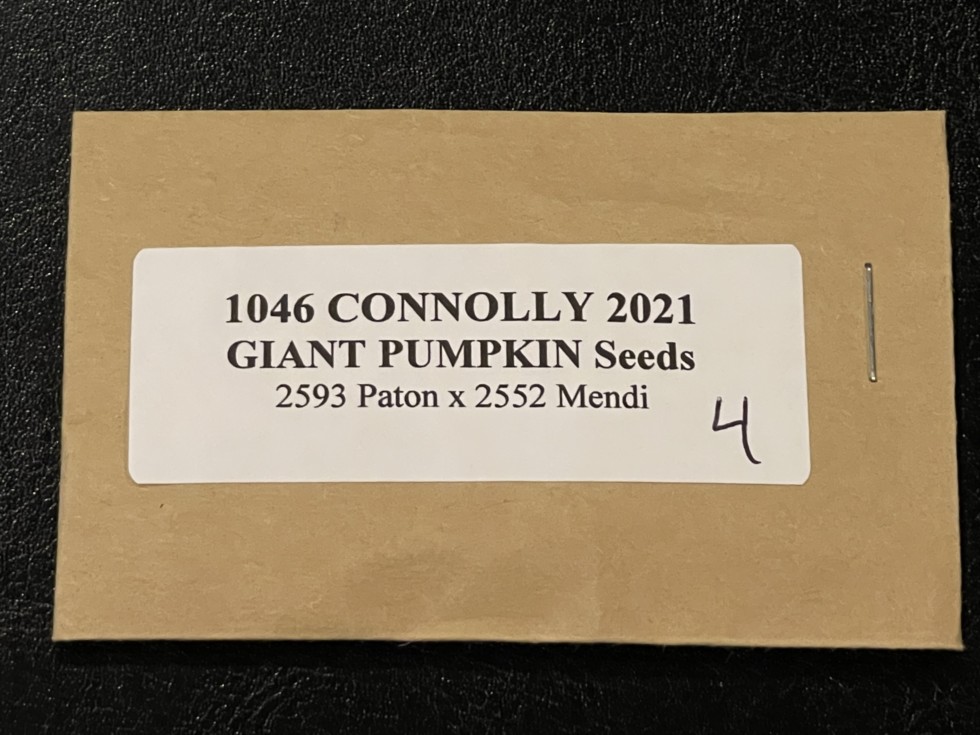 1046 CONNOLLY 2021
GIANT PUMPKIN Seeds
2593 Paton x 2552 Mendi
4